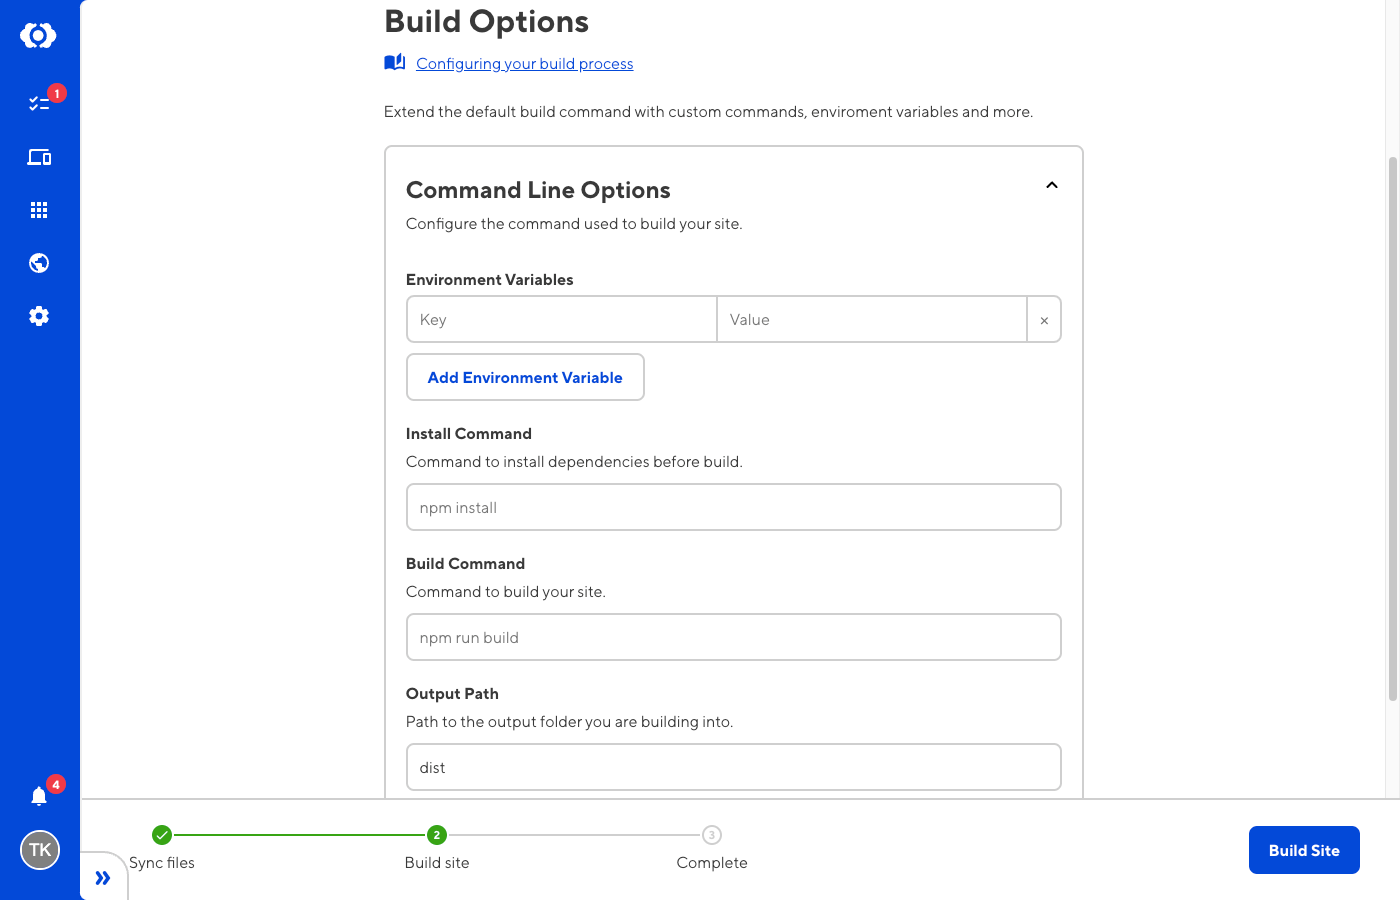 Build Options
Configuring your build process
Extend the default build command with custom commands, enviroment variables and more.
Command Line Options
Configure the command used to build your site.
Environment Variables
Key
Value
×
Add Environment Variable
Install Command
Command to install dependencies before build.
npm install
Build Command
Command to build your site.
npm run build
Output Path
Path to the output folder you are building into.
dist
1
4
TK
2
3
Sync files
Build site
Complete
Build Site